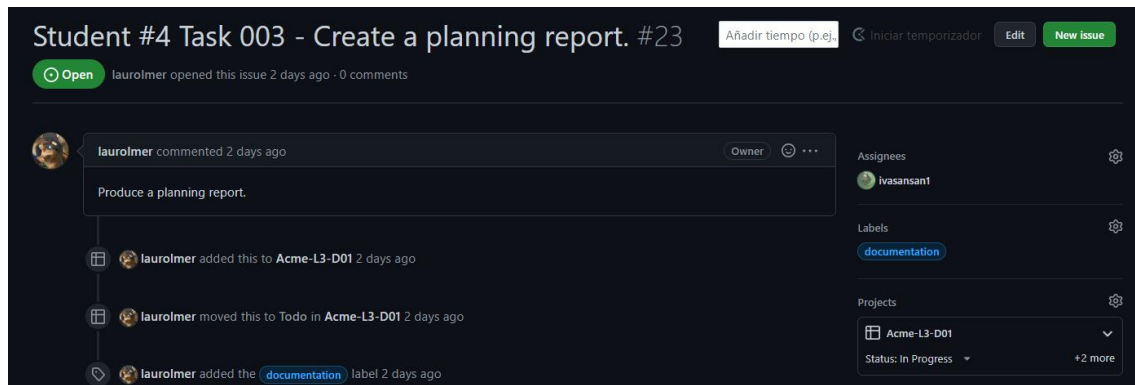 Student #4 Task 003 - Create a planning report. #23
Añadir tiempo (p.ej.,
Iniciar temporizador
Edit
New issue
Open
laurolmer opened this issue 2 days ago · 0 comments
laurolmer commented 2 days ago
Owner
Produce a planning report.
laurolmer added this to Acme-L3-D01 2 days ago
laurolmer moved this to Todo in Acme-L3-D01 2 days ago
laurolmer added the documentation label 2 days ago
Assignees
ivasansan1
Labels
documentation
Projects
Acme-L3-D01
Status: In Progress
+2 more